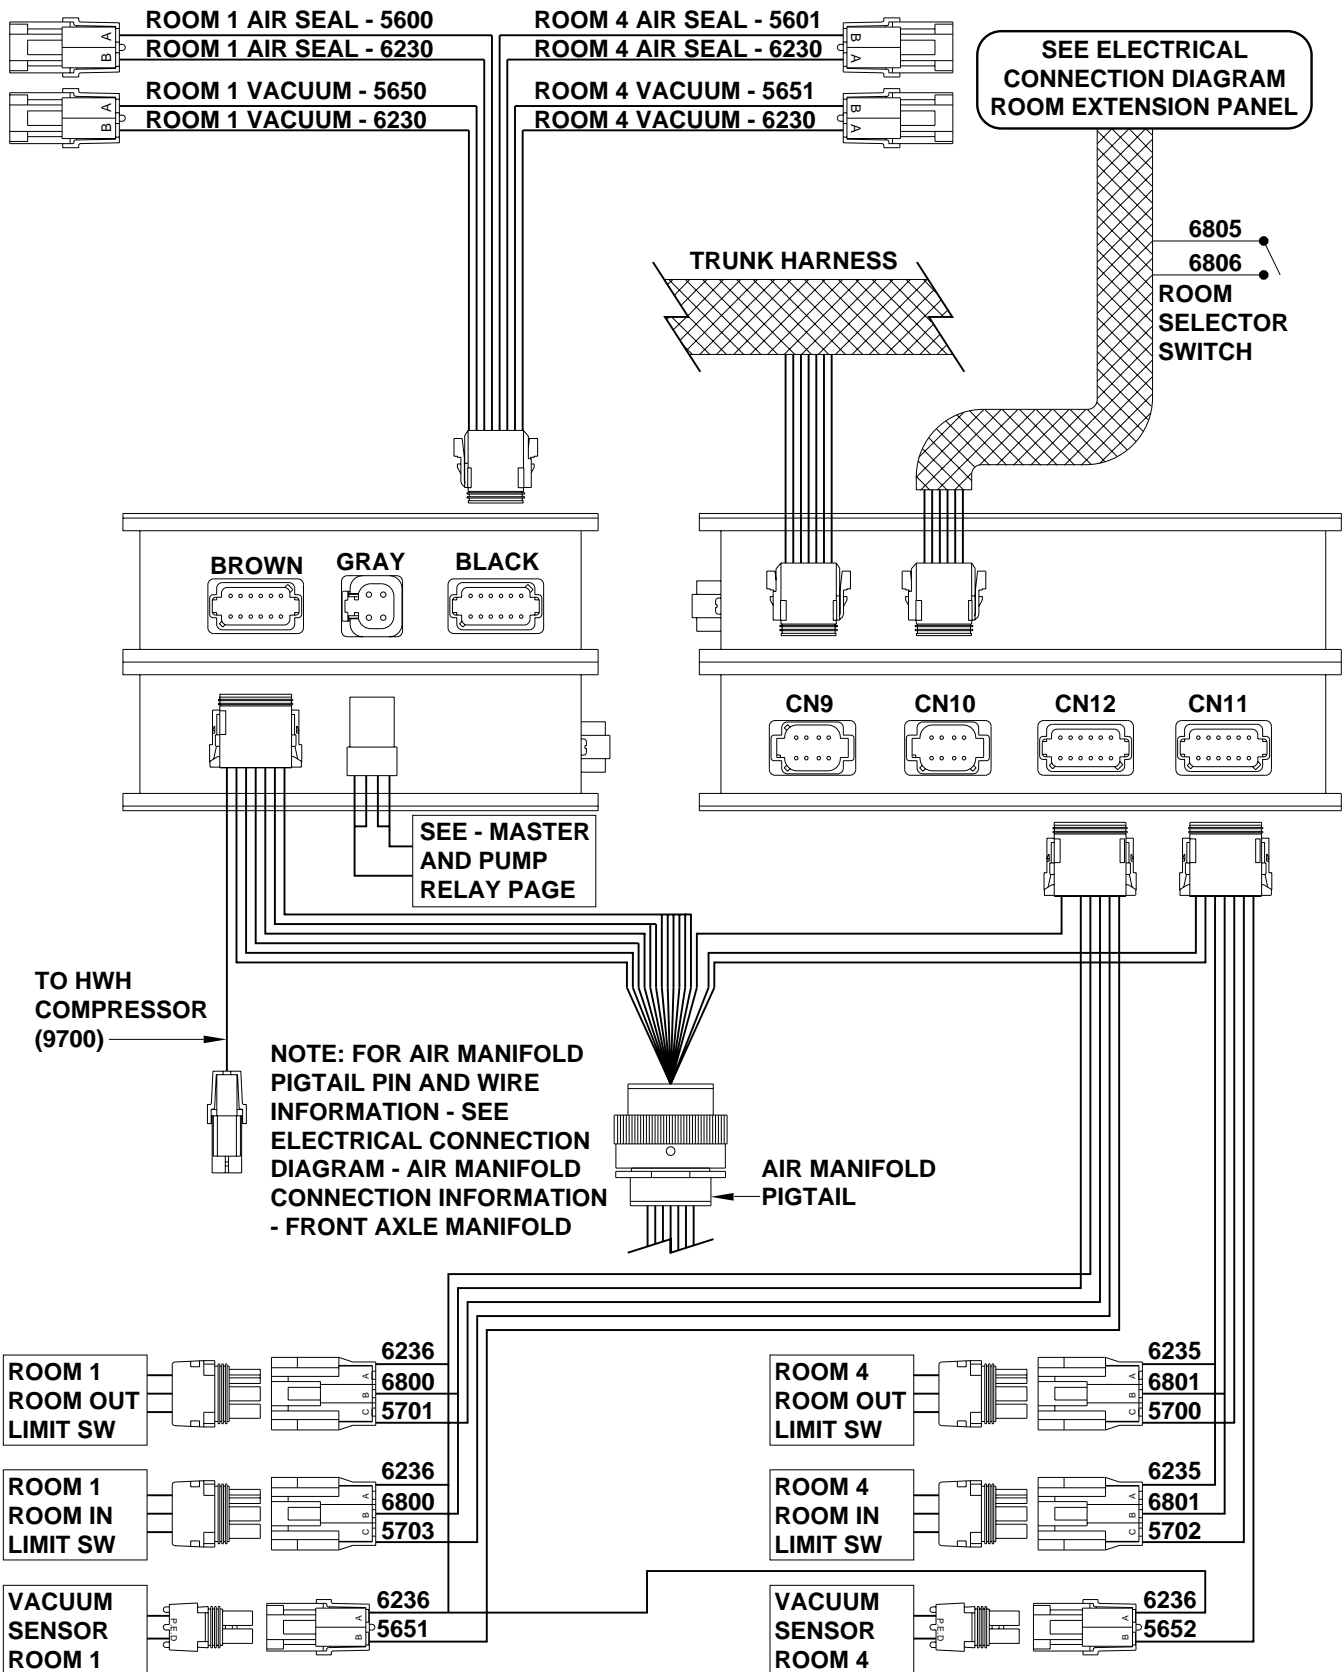 ROOM 1 AIR SEAL - 5600
ROOM 1 AIR SEAL - 6230
ROOM 1 VACUUM - 5650
ROOM 1 VACUUM - 6230
A
B
A
B
ROOM 4 AIR SEAL - 5601
ROOM 4 AIR SEAL - 6230
ROOM 4 VACUUM - 5651
ROOM 4 VACUUM - 6230
B
A
B
A
SEE ELECTRICAL
CONNECTION DIAGRAM
ROOM EXTENSION PANEL
6805
6806
ROOM
SELECTOR
SWITCH
TRUNK HARNESS
BROWN
GRAY
BLACK
CN9
CN10
CN12
CN11
SEE - MASTER
AND PUMP
RELAY PAGE
TO HWH
COMPRESSOR
(9700)
NOTE: FOR AIR MANIFOLD
PIGTAIL PIN AND WIRE
INFORMATION - SEE
ELECTRICAL CONNECTION
DIAGRAM - AIR MANIFOLD
CONNECTION INFORMATION
- FRONT AXLE MANIFOLD
AIR MANIFOLD
PIGTAIL
ROOM 1
ROOM OUT
LIMIT SW
A
B
C
6236
6800
5701
ROOM 4
ROOM OUT
LIMIT SW
A
B
C
6235
6801
5700
ROOM 1
ROOM IN
LIMIT SW
A
B
C
6236
6800
5703
ROOM 4
ROOM IN
LIMIT SW
A
B
C
6235
6801
5702
VACUUM
SENSOR
ROOM 1
PED
A
B
6236
5651
VACUUM
SENSOR
ROOM 4
PED
A
B
6236
5652